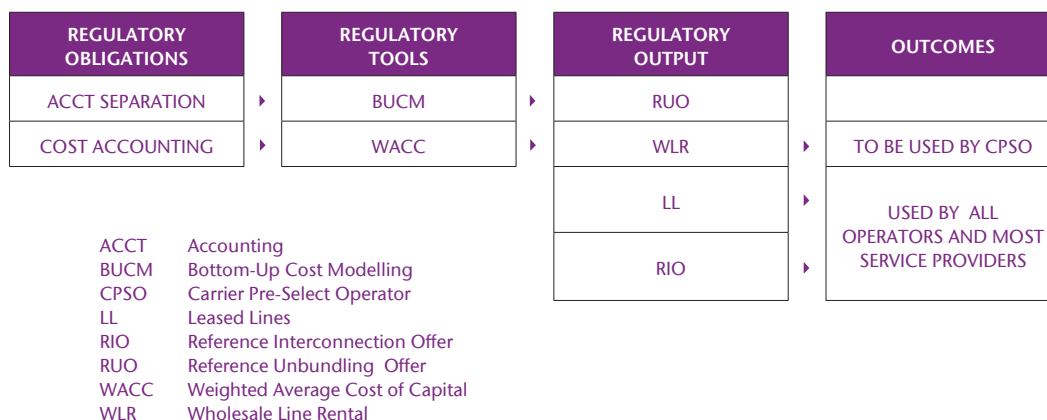 REGULATORY
OBLIGATIONS
REGULATORY
TOOLS
REGULATORY
OUTPUT
OUTCOMES
ACCT SEPARATION
BUCM
RUO
COST ACCOUNTING
WACC
WLR
TO BE USED BY CPSO
LL
RIO
USED BY ALL
OPERATORS AND MOST
SERVICE PROVIDERS
ACCT Accounting
BUCM Bottom-Up Cost Modelling
CPSO Carrier Pre-Select Operator
LL Leased Lines
RIO Reference Interconnection Offer
RUO Reference Unbundling Offer
WACC Weighted Average Cost of Capital
WLR Wholesale Line Rental